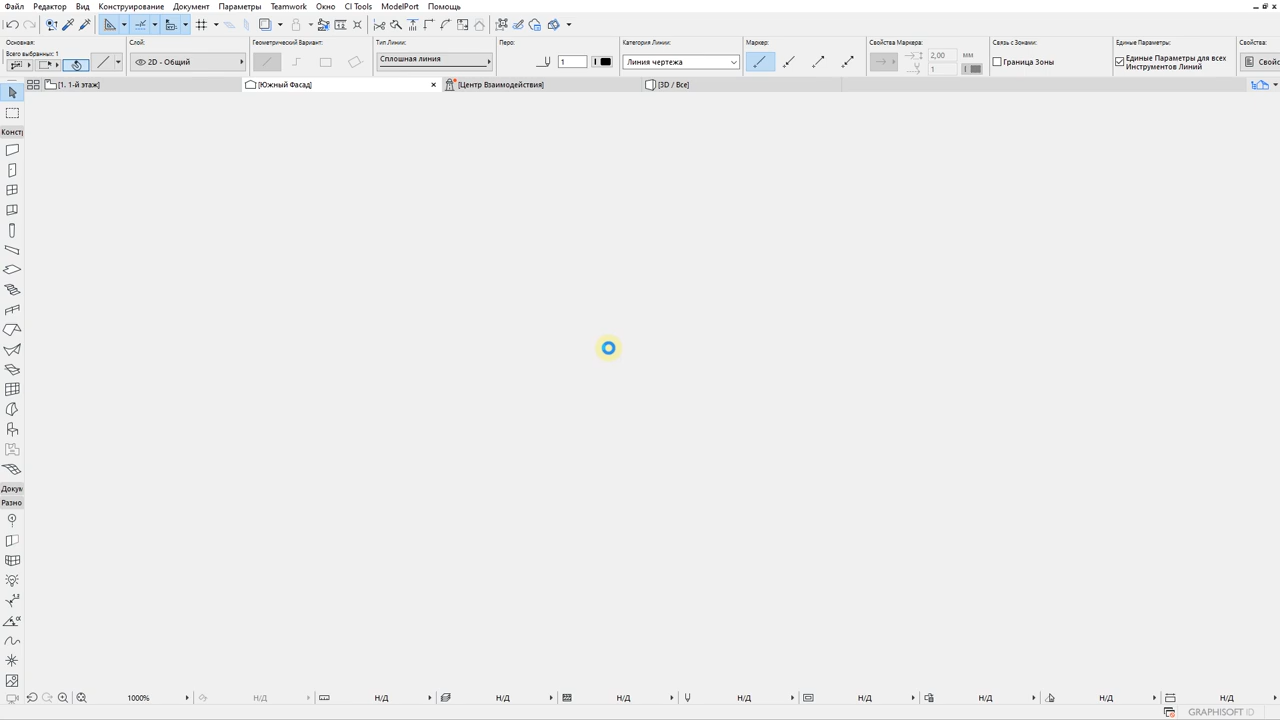 Файл Редактор Вид Конструирование Документ Параметры Teamwork Окно CI Tools ModelPort Помощь
Основная: Слой: Геометрический Вариант: Тип Линии: Перо: Категория Линии: Маркер: Свойства Маркера: Связь с Зонами: Единые Параметры: Свойства:
Всего выбранных: 1
2D - Общий Сплошная линия 1 Линия чертежа 2,00 мм 1 Граница Зоны Единые Параметры для всех Инструментов Линий Свойс
[1. 1-й этаж] [Южный Фасад] [Центр Взаимодействия] [3D / Все]
Констр
Докум
Разно
1000% Н/Д Н/Д Н/Д Н/Д Н/Д Н/Д Н/Д Н/Д Н/Д
GRAPHISOFT ID